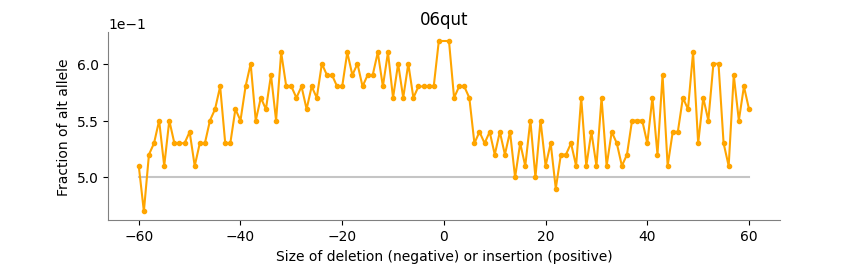 06qut
1e−1
6.0
5.5
5.0
Fraction of alt allele
−60 −40 −20 0 20 40 60
Size of deletion (negative) or insertion (positive)